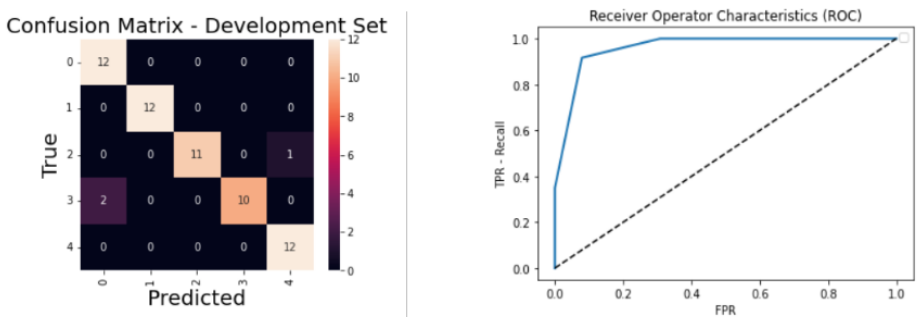 Confusion Matrix - Development Set
True
0 12 0 0 0 0
1 0 12 0 0 0
2 0 0 11 0 1
3 2 0 0 10 0
4 0 0 0 0 12
0 1 2 3 4
Predicted
12
10
8
6
4
2
0
Receiver Operator Characteristics (ROC)
TPR - Recall
1.0
0.8
0.6
0.4
0.2
0.0
0.0 0.2 0.4 0.6 0.8 1.0
FPR